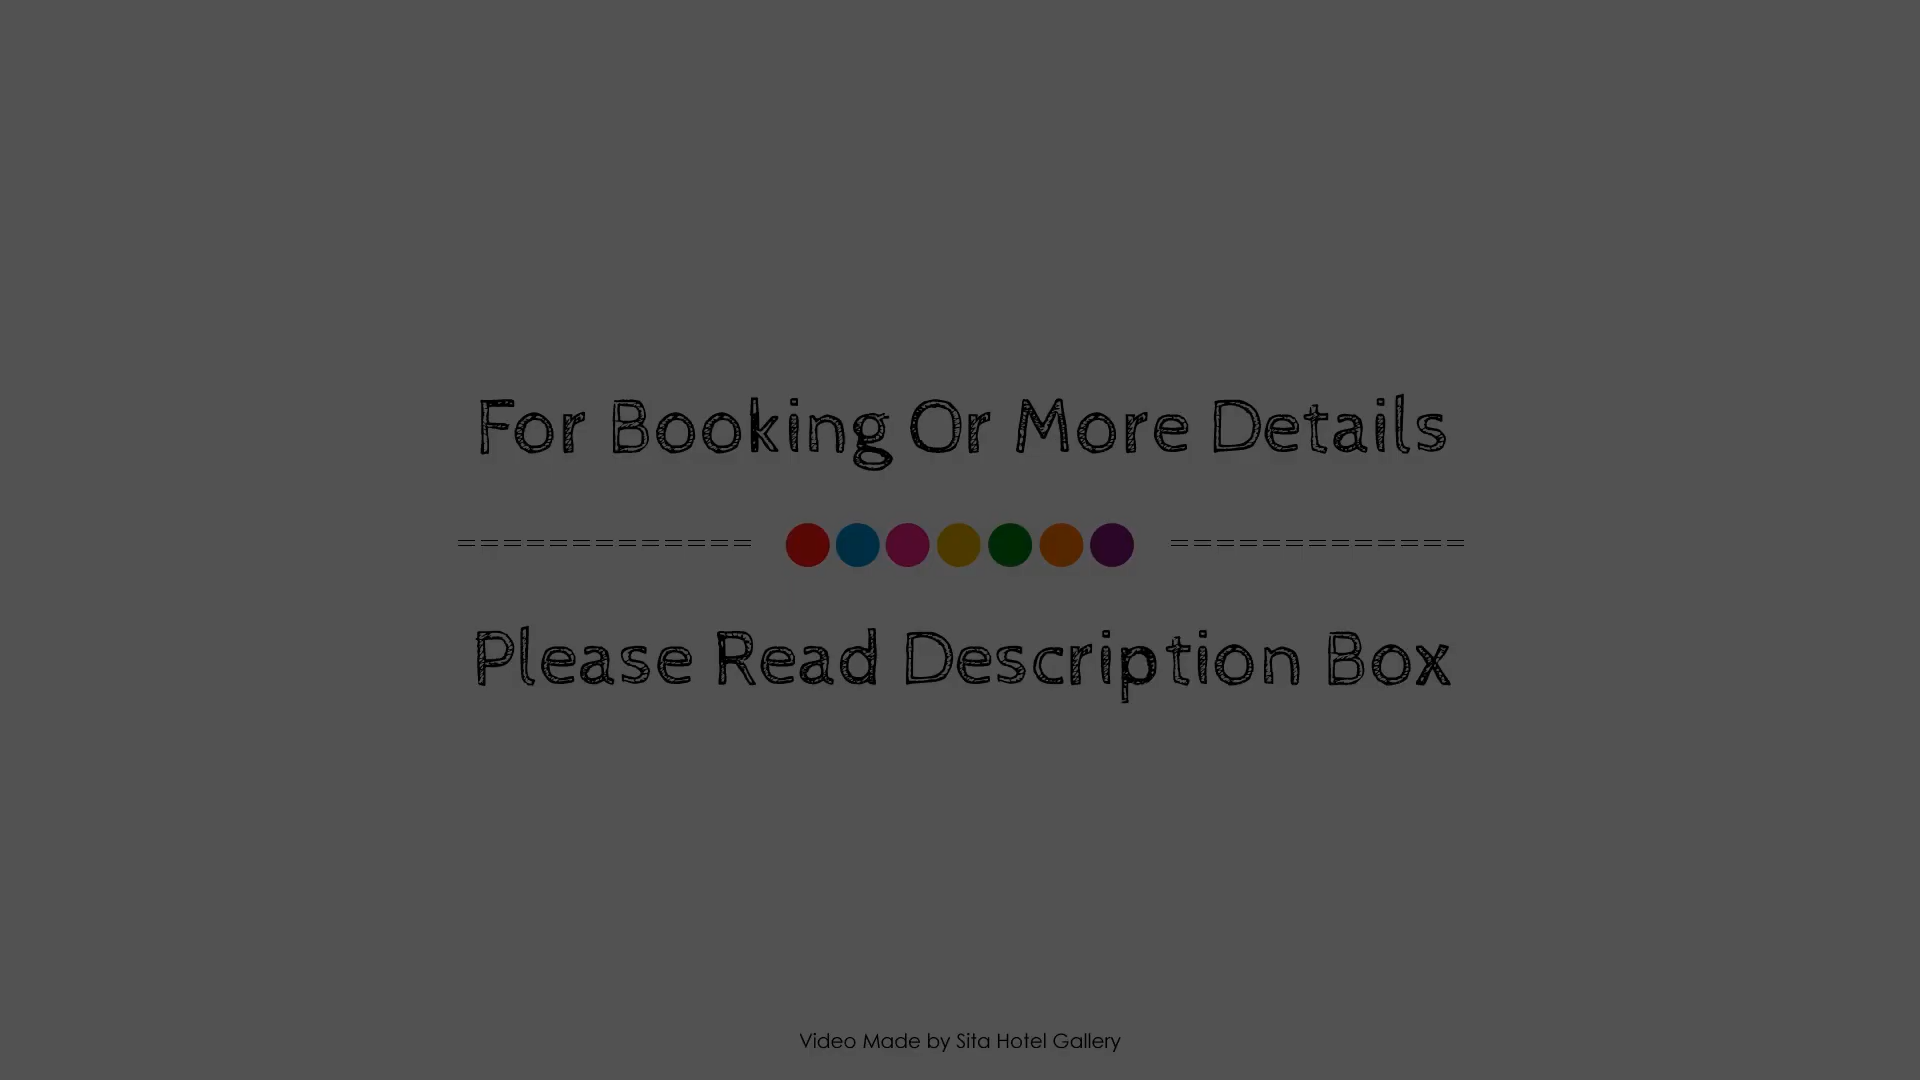 For Booking Or More Details
============= =============
Please Read Description Box
Video Made by Sita Hotel Gallery